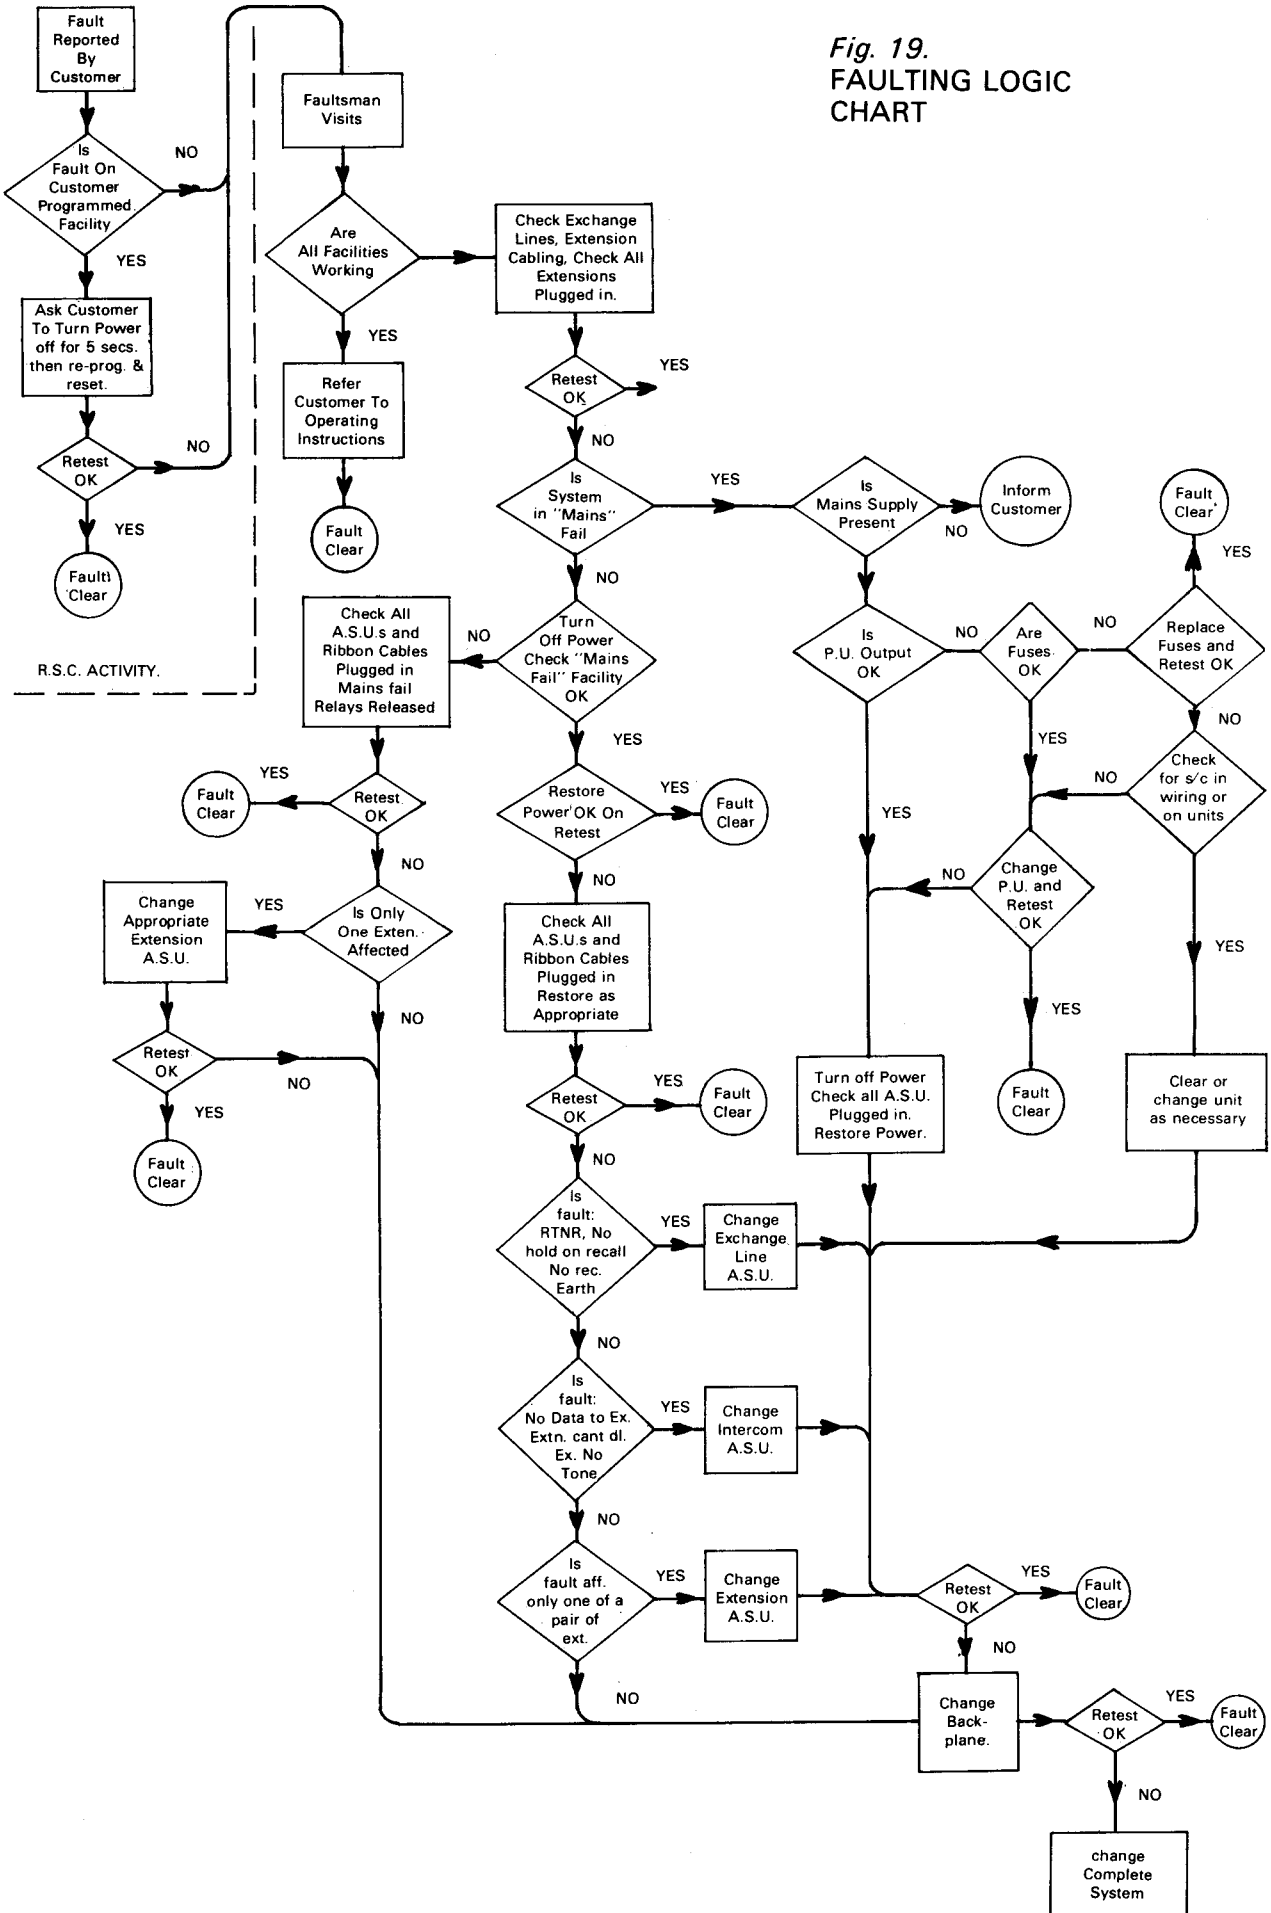 Fig. 19.
FAULTING LOGIC
CHART
Fault
Reported
By
Customer
Is
Fault On
Customer
Programmed
Facility
NO
YES
Ask Customer
To Turn Power
off for 5 secs.
then re-prog. &
reset.
Retest
OK
NO
YES
Fault
Clear
R.S.C. ACTIVITY.
Faultsman
Visits
Are
All Facilities
Working
YES
Refer
Customer To
Operating
Instructions
Fault
Clear
Check Exchange
Lines, Extension
Cabling, Check All
Extensions
Plugged in.
Retest
OK
YES
NO
Is
System
in "Mains"
Fail
YES
NO
Is
Mains Supply
Present
NO
Inform
Customer
Fault
Clear
YES
Turn
Off Power
Check "Mains
Fail" Facility
OK
NO
YES
Check All
A.S.U.s and
Ribbon Cables
Plugged in
Mains fail
Relays Released
Retest
OK
YES
Fault
Clear
NO
Is Only
One Exten.
Affected
YES
NO
Change
Appropriate
Extension
A.S.U.
Retest
OK
NO
YES
Fault
Clear
Restore
Power OK On
Retest
YES
Fault
Clear
NO
Check All
A.S.U.s and
Ribbon Cables
Plugged in
Restore as
Appropriate
Retest
OK
YES
Fault
Clear
NO
Is
P.U. Output
OK
NO
YES
Are
Fuses
OK
NO
YES
Replace
Fuses and
Retest OK
NO
Check
for s/c in
wiring or
on units
NO
YES
Change
P.U. and
Retest
OK
NO
YES
Fault
Clear
Turn off Power
Check all A.S.U.
Plugged in.
Restore Power.
Clear or
change unit
as necessary
Is
fault:
RTNR, No
hold on recall
No rec.
Earth
YES
Change
Exchange
Line
A.S.U.
NO
Is
fault:
No Data to Ex.
Extn. cant dl.
Ex. No
Tone
YES
Change
Intercom
A.S.U.
NO
Is
fault aff.
only one of a
pair of
ext.
YES
Change
Extension
A.S.U.
NO
Retest
OK
YES
Fault
Clear
NO
Change
Back-
plane.
Retest
OK
YES
Fault
Clear
NO
change
Complete
System